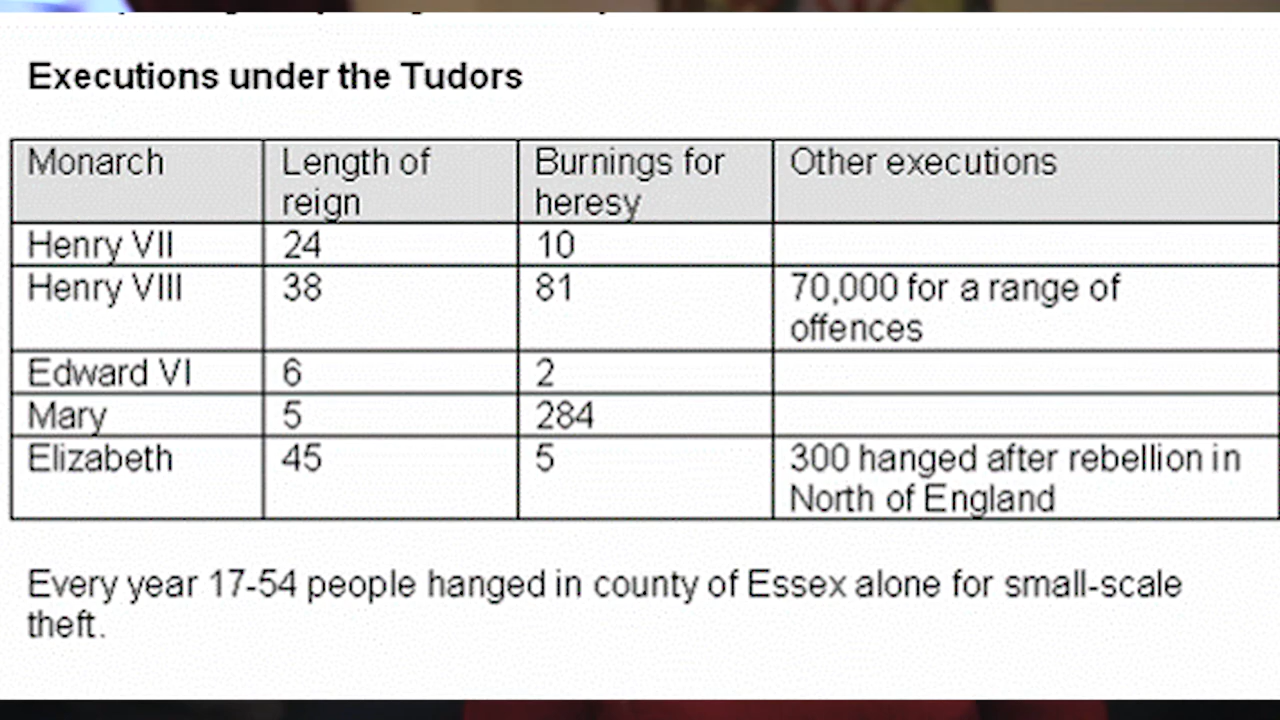 Executions under the Tudors
Monarch Length of Burnings for Other executions
reign heresy
Henry VII 24 10
Henry VIII 38 81 70,000 for a range of
offences
Edward VI 6 2
Mary 5 284
Elizabeth 45 5 300 hanged after rebellion in
North of England
Every year 17-54 people hanged in county of Essex alone for small-scale
theft.